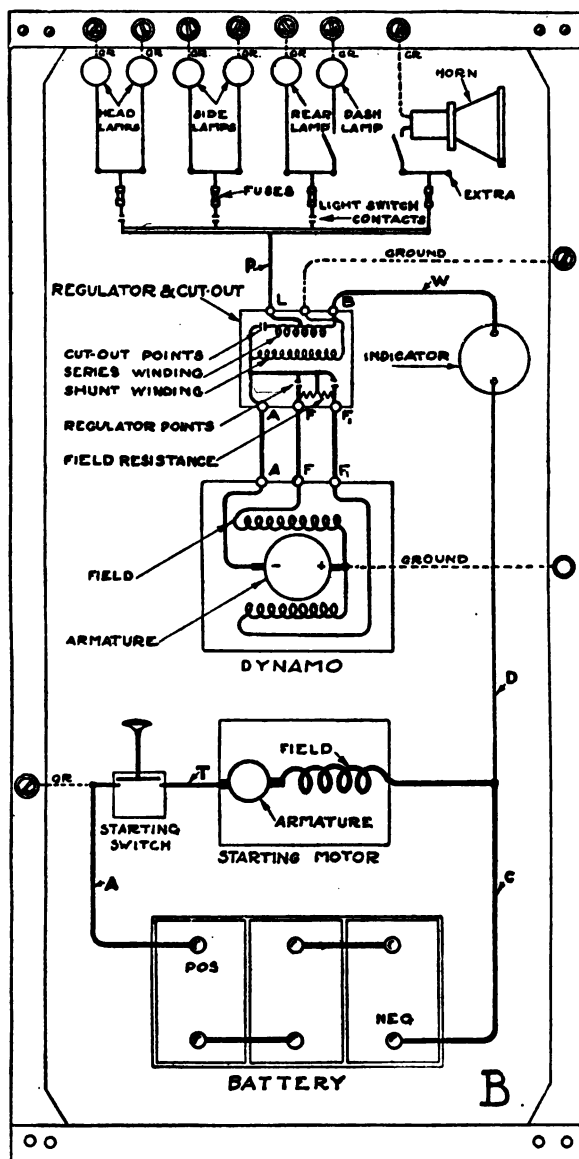 GR. GR. GR. GR. GR. GR. GR.
HORN
HEAD LAMPS
SIDE LAMPS
REAR LAMP
DASH LAMP
FUSES
LIGHT SWITCH CONTACTS
EXTRA
GROUND
W
REGULATOR & CUT-OUT
L
B
CUT-OUT POINTS
SERIES WINDING
SHUNT WINDING
INDICATOR
A F F1
REGULATOR POINTS
FIELD RESISTANCE
A F F1
FIELD
- +
GROUND
ARMATURE
DYNAMO
D
FIELD
GR
T
ARMATURE
STARTING SWITCH
STARTING MOTOR
A
C
POS
NEG
BATTERY
B